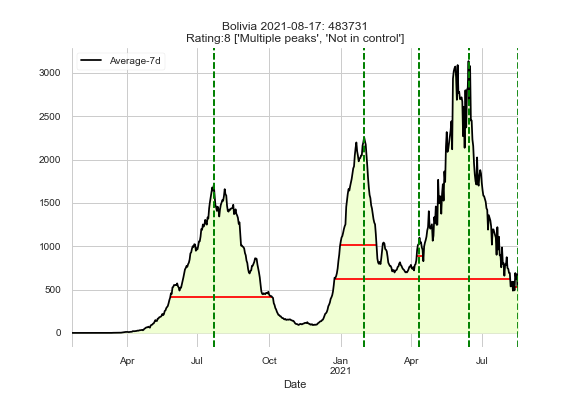 Bolivia 2021-08-17: 483731
Rating:8 ['Multiple peaks', 'Not in control']
Average-7d
3000
2500
2000
1500
1000
500
0
Apr Jul Oct Jan Apr Jul
2021
Date